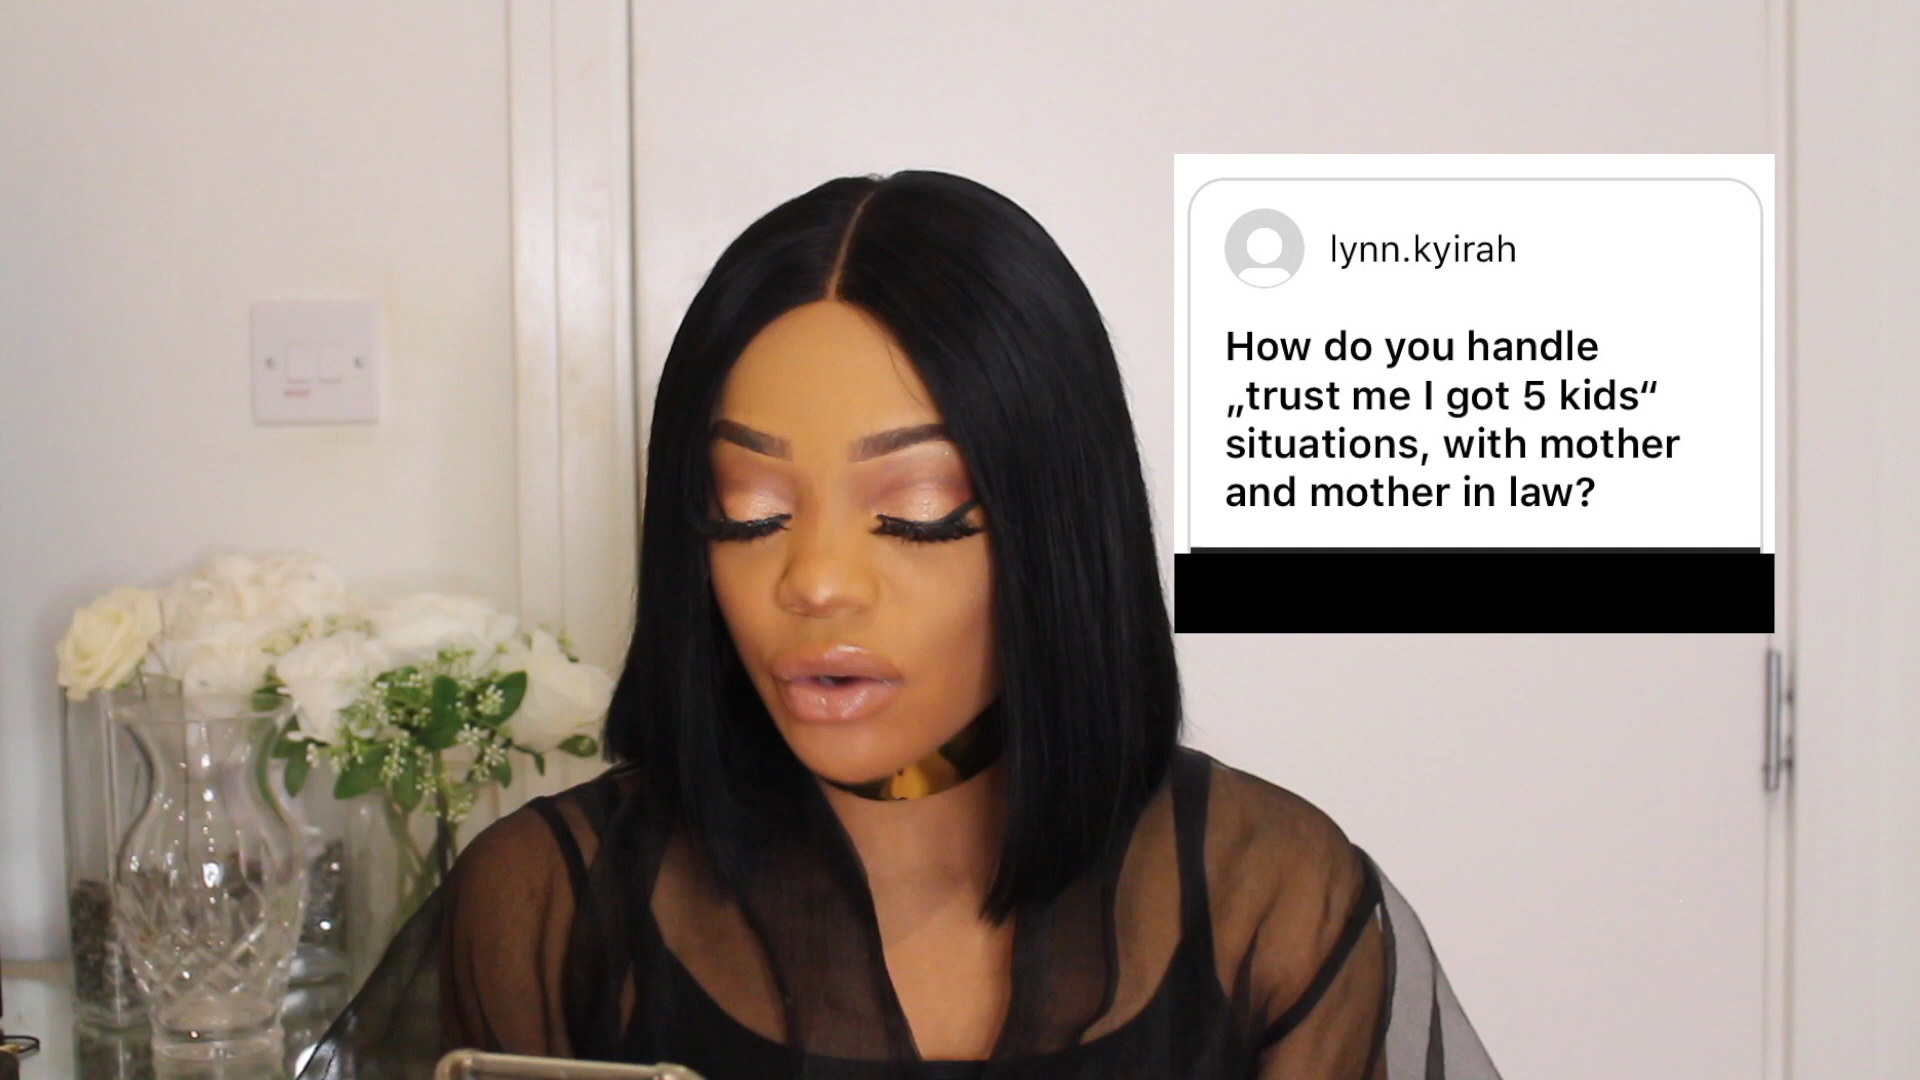 lynn.kyirah
How do you handle
„trust me I got 5 kids“
situations, with mother
and mother in law?